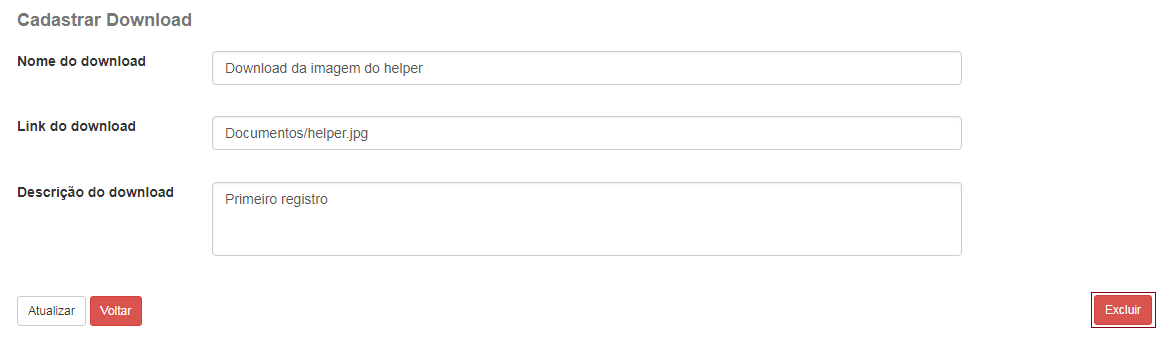 Cadastrar Download
Nome do download
Download da imagem do helper
Link do download
Documentos/helper.jpg
Descrição do download
Primeiro registro
Atualizar
Voltar
Excluir